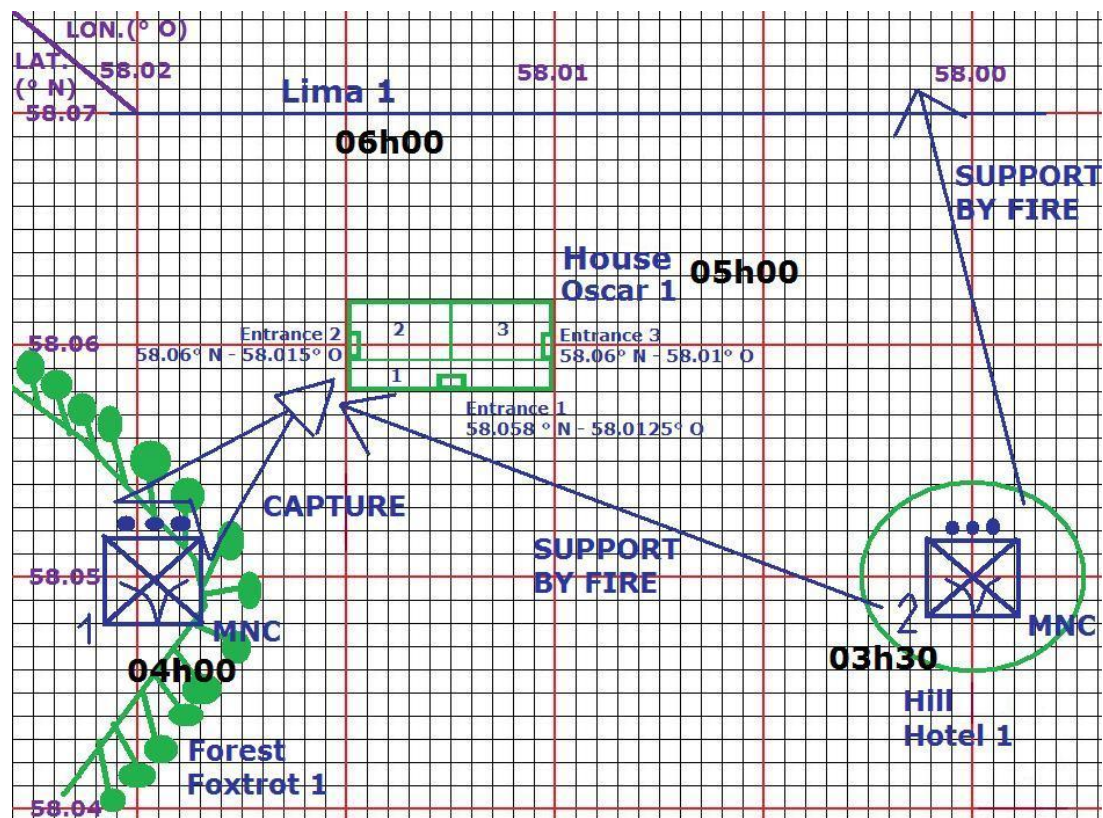 LON.(° O)
LAT.
(° N)
58.02
58.01
58.00
58.07
Lima 1
06h00
SUPPORT
BY FIRE
House
Oscar 1
05h00
58.06
Entrance 2
58.06° N - 58.015° O
2
3
1
Entrance 3
58.06° N - 58.01° O
Entrance 1
58.058 ° N - 58.0125° O
CAPTURE
SUPPORT
BY FIRE
58.05
1
MNC
04h00
2
MNC
03h30
Hill
Hotel 1
Forest
Foxtrot 1
58.04